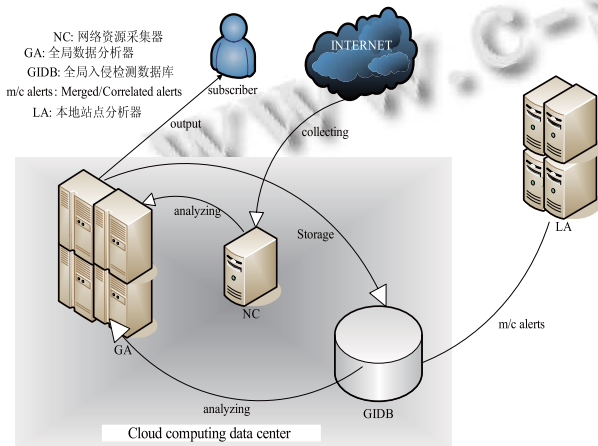 NC: 网络资源采集器
GA: 全局数据分析器
GIDB: 全局入侵检测数据库
m/c alerts: Merged/Correlated alerts
LA: 本地站点分析器
subscriber
INTERNET
output
collecting
analyzing
Storage
NC
GA
LA
m/c alerts
GIDB
analyzing
Cloud computing data center
www.c-